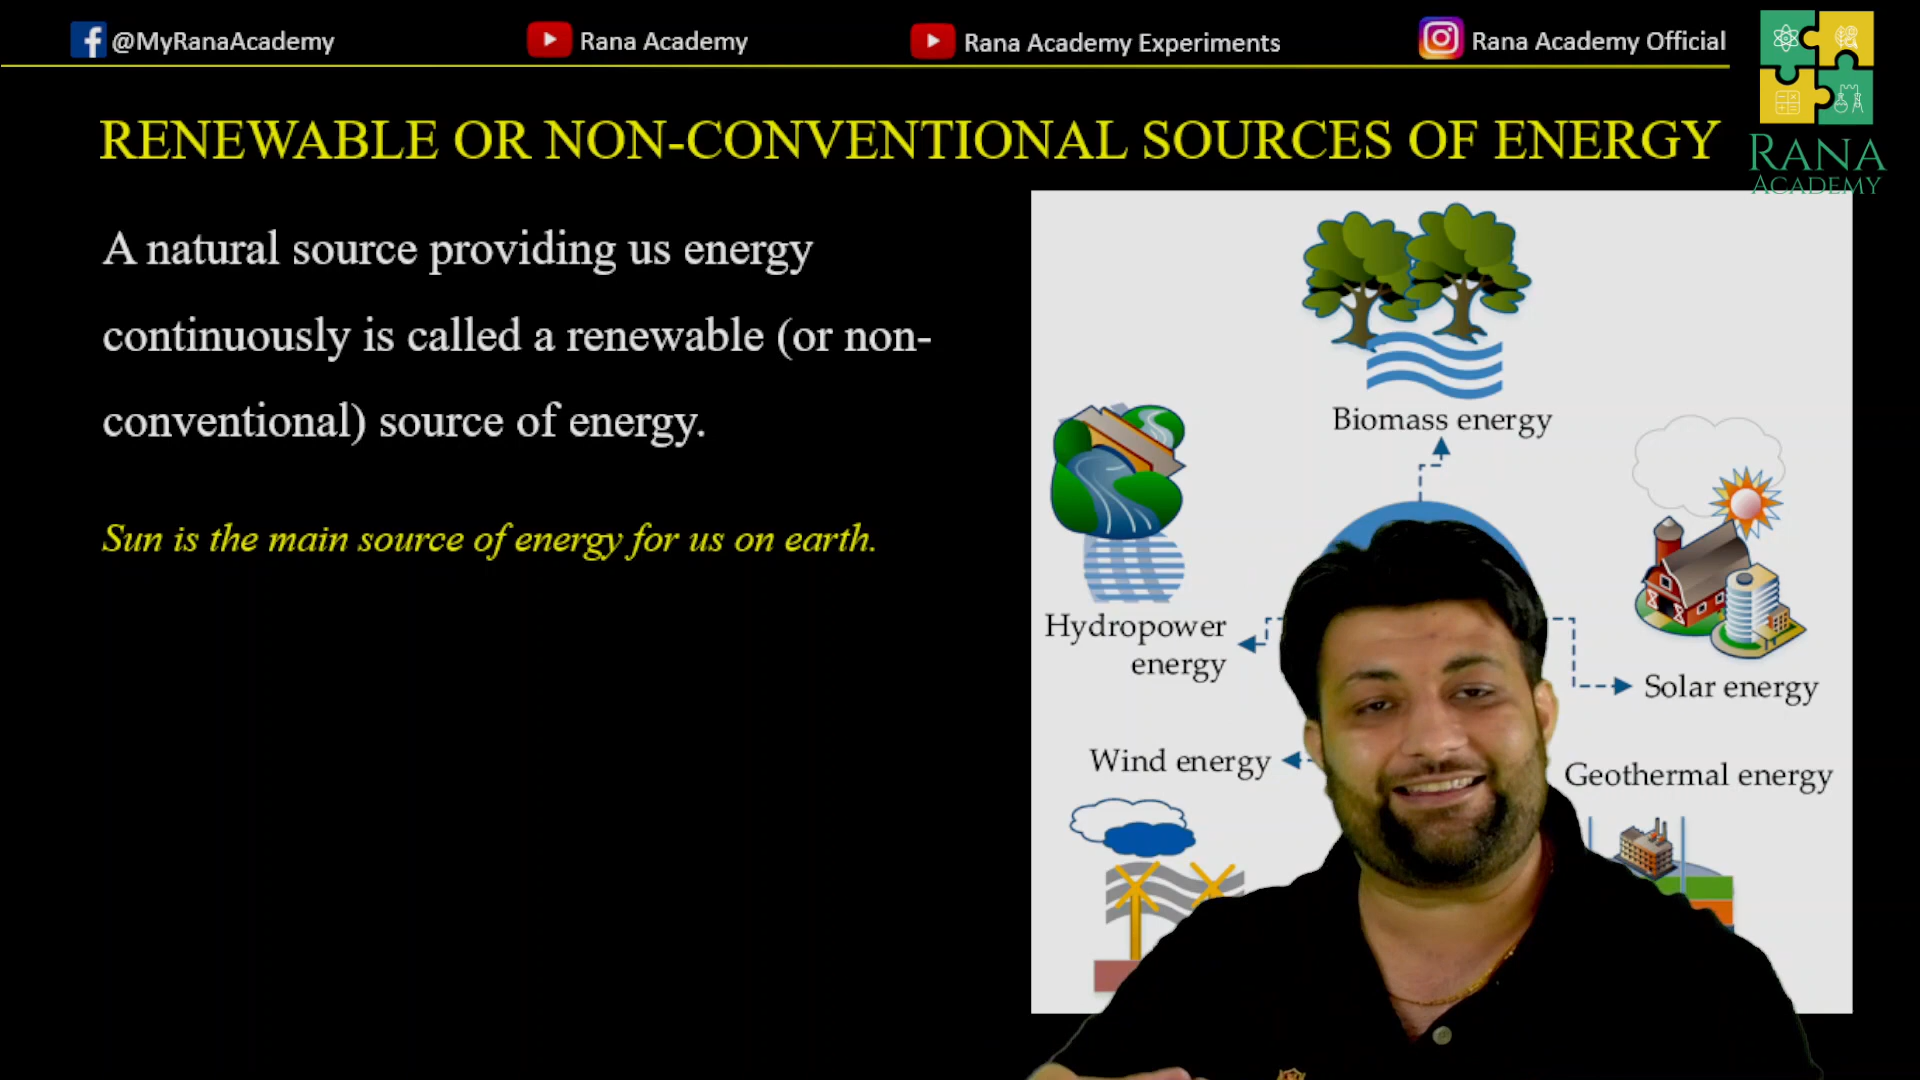 @MyRanaAcademy
Rana Academy
Rana Academy Experiments
Rana Academy Official
RANA
ACADEMY
RENEWABLE OR NON-CONVENTIONAL SOURCES OF ENERGY
A natural source providing us energy
continuously is called a renewable (or non-
conventional) source of energy.
Sun is the main source of energy for us on earth.
Biomass energy
Hydropower
energy
Solar energy
Wind energy
Geothermal energy